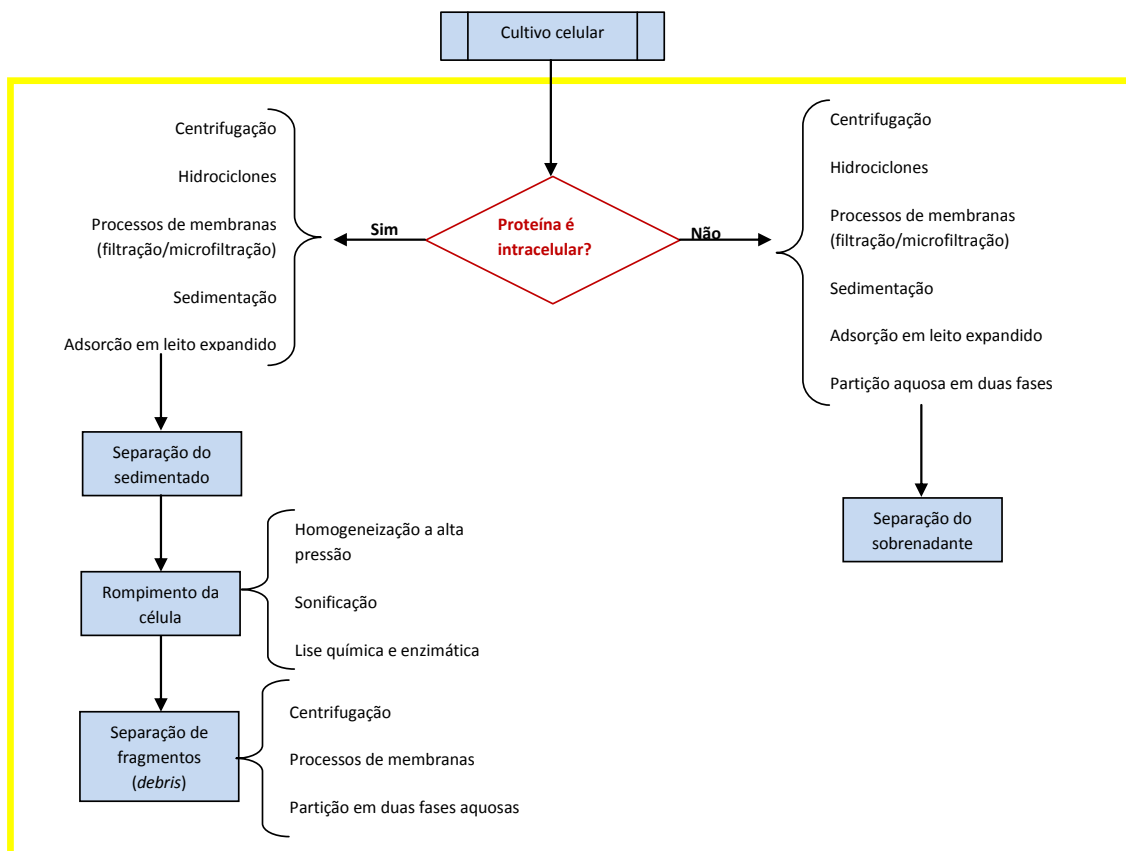 Cultivo celular
Centrifugação
Hidrociclones
Processos de membranas
(filtração/microfiltração)
Sedimentação
Adsorção em leito expandido
Sim
Proteína é
intracelular?
Não
Centrifugação
Hidrociclones
Processos de membranas
(filtração/microfiltração)
Sedimentação
Adsorção em leito expandido
Partição aquosa em duas fases
Separação do
sedimentado
Separação do
sobrenadante
Rompimento da
célula
Homogeneização a alta
pressão
Sonificação
Lise química e enzimática
Separação de
fragmentos
(debris)
Centrifugação
Processos de membranas
Partição em duas fases aquosas